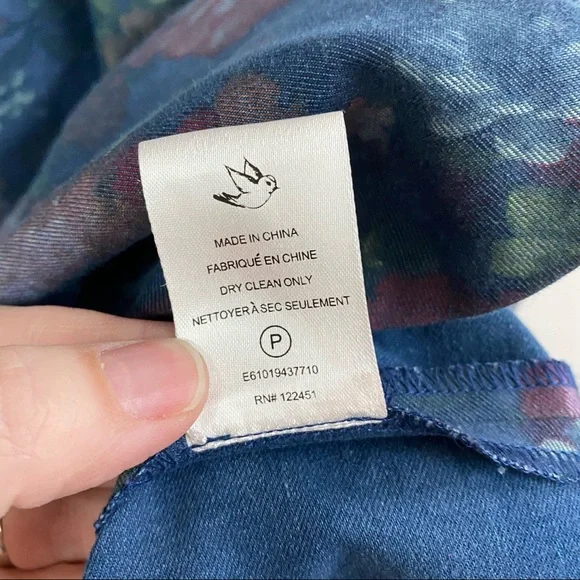 MADE IN CHINA
FABRIQUÉ EN CHINE
DRY CLEAN ONLY
NETTOYER À SEC SEULEMENT
P
E61019437710
RN# 122451